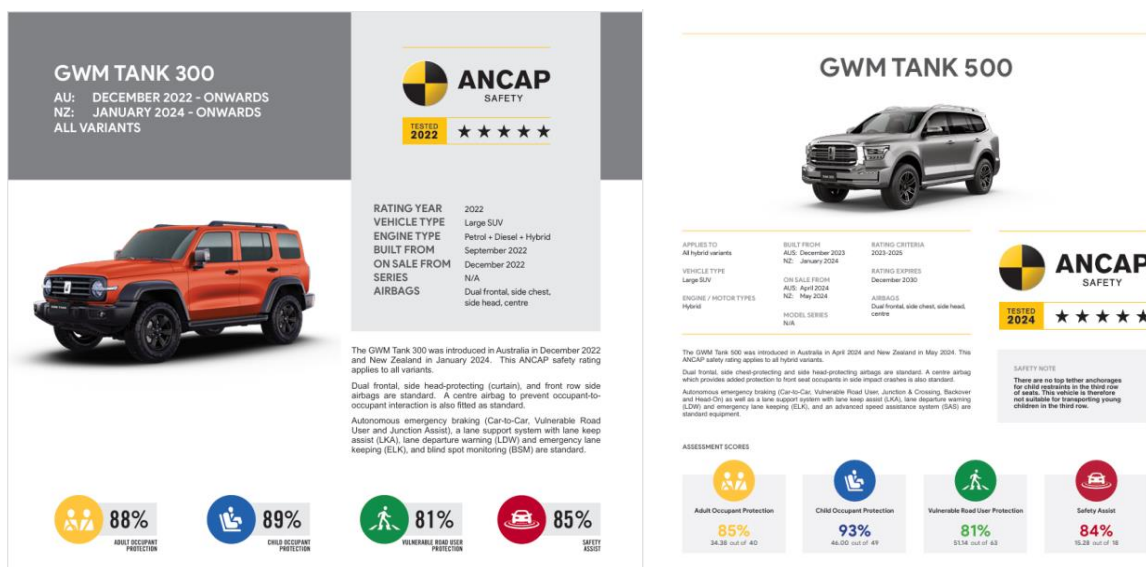 GWM TANK 300
AU: DECEMBER 2022 - ONWARDS
NZ: JANUARY 2024 - ONWARDS
ALL VARIANTS
ANCAP
SAFETY
TESTED
2022
RATING YEAR 2022
VEHICLE TYPE Large SUV
ENGINE TYPE Petrol + Diesel + Hybrid
BUILT FROM September 2022
ON SALE FROM December 2022
SERIES N/A
AIRBAGS Dual frontal, side chest,
side head, centre
The GWM Tank 300 was introduced in Australia in December 2022
and New Zealand in January 2024. This ANCAP safety rating
applies to all variants.
Dual frontal, side head-protecting (curtain), and front row side
airbags are standard. A centre airbag to prevent occupant-to-
occupant interaction is also fitted as standard.
Autonomous emergency braking (Car-to-Car, Vulnerable Road
User and Junction Assist), a lane support system with lane keep
assist (LKA), lane departure warning (LDW) and emergency lane
keeping (ELK), and blind spot monitoring (BSM) are standard.
88%
ADULT OCCUPANT
PROTECTION
89%
CHILD OCCUPANT
PROTECTION
81%
VULNERABLE ROAD USER
PROTECTION
85%
SAFETY
ASSIST
GWM TANK 500
APPLIES TO
All hybrid variants
VEHICLE TYPE
Large SUV
ENGINE / MOTOR TYPES
Hybrid
BUILT FROM
AUS: December 2023
NZ: January 2024
ON SALE FROM
AUS: April 2024
NZ: May 2024
MODEL SERIES
N/A
RATING CRITERIA
2023-2025
RATING EXPIRES
December 2030
AIRBAGS
Dual frontal, side chest, side head,
centre
ANCAP
SAFETY
TESTED
2024
The GWM Tank 500 was introduced in Australia in April 2024 and New Zealand in May 2024. This
ANCAP safety rating applies to all hybrid variants.
Dual frontal, side chest-protecting and side head-protecting airbags are standard. A centre airbag
which provides added protection to front seat occupants in side impact crashes is also standard.
Autonomous emergency braking (Car-to-Car, Vulnerable Road User, Junction & Crossing, Backover
and Head-On) as well as a lane support system with lane keep assist (LKA), lane departure warning
(LDW) and emergency lane keeping (ELK), and an advanced speed assistance system (SAS) are
standard equipment.
SAFETY NOTE
There are no top tether anchorages
for child restraints in the third row
of seats. This vehicle is therefore
not suitable for transporting young
children in the third row.
ASSESSMENT SCORES
Adult Occupant Protection
85%
34.38 out of 40
Child Occupant Protection
93%
46.00 out of 49
Vulnerable Road User Protection
81%
51.14 out of 63
Safety Assist
84%
15.28 out of 18